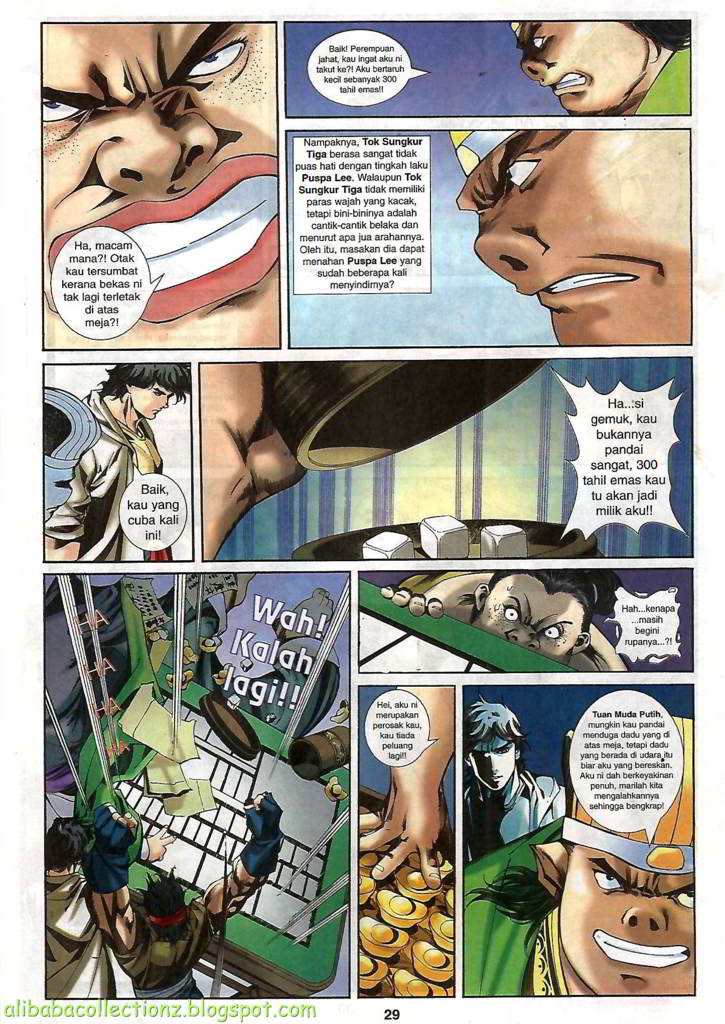 Ha, macam
mana?! Otak
kau tersumbat
kerana bekas ni
tak lagi terletak
di atas
meja?!
Baik! Perempuan
jahat, kau ingat aku ni
takut ke?! Aku bertaruh
kecil sebanyak 300
tahil emas!!
Nampaknya, Tok Sungkur
Tiga berasa sangat tidak
puas hati dengan tingkah laku
Puspa Lee. Walaupun Tok
Sungkur Tiga tidak memiliki
paras wajah yang kacak,
tetapi bini-bininya adalah
cantik-cantik belaka dan
menurut apa jua arahannya.
Oleh itu, masakan dia dapat
menahan Puspa Lee yang
sudah beberapa kali
menyindirnya?
Baik,
kau yang
cuba kali
ini!
Ha...si
gemuk, kau
bukannya
pandai
sangat, 300
tahil emas kau
tu akan jadi
milik aku!!
HA
HA
HA
HA
Wah!
Kalah
lagi!!
Hah...kenapa
...masih
begini
rupanya...?!
Hei, aku ni
merupakan
perosak kau,
kau tiada
peluang
lagi!!
Tuan Muda Putih,
mungkin kau pandai
menduga dadu yang di
atas meja, tetapi dadu
yang berada di udara itu
biar aku yang bereskan.
Aku ni dah berkeyakinan
penuh, marilah kita
mengalahkannya
sehingga bengkrap!
alibabacollectionz.blogspot.com
29